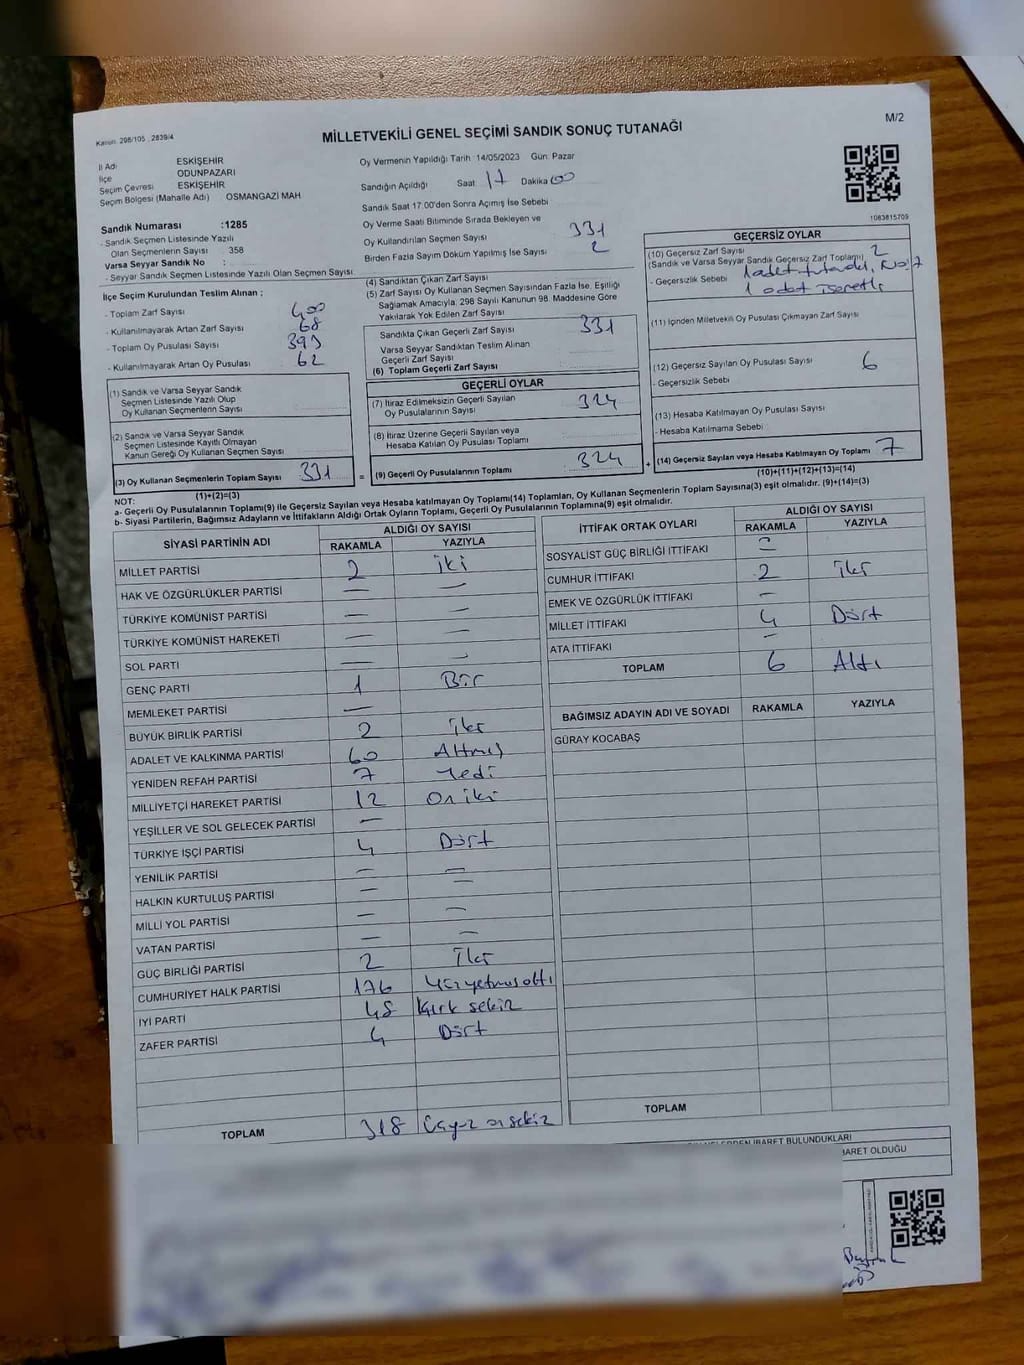 Kanun 298/105 , 2839/4
M/2
MİLLETVEKİLİ GENEL SEÇİMİ SANDIK SONUÇ TUTANAĞI
İl Adı ESKİŞEHİR
İlçe ODUNPAZARI
Seçim Çevresi ESKİŞEHİR
Seçim Bölgesi (Mahalle Adı) OSMANGAZİ MAH
Oy Vermenin Yapıldığı Tarih 14/05/2023 Gün: Pazar
Sandığın Açıldığı Saat 17 Dakika 00
Sandık Saat 17.00'den Sonra Açımış İse Sebebi
Oy Verme Saati Bitiminde Sırada Bekleyen ve
Oy Kullandırılan Seçmen Sayısı 331
Birden Fazla Sayım Döküm Yapılmış İse Sayısı 2
1083815709
Sandık Numarası :1285
- Sandık Seçmen Listesinde Yazılı
Olan Seçmenlerin Sayısı 358
Varsa Seyyar Sandık No :
- Seyyar Sandık Seçmen Listesinde Yazılı Olan Seçmen Sayısı
İlçe Seçim Kurulundan Teslim Alınan ;
- Toplam Zarf Sayısı 400
- Kullanılmayarak Artan Zarf Sayısı 68
- Toplam Oy Pusulası Sayısı 393
- Kullanılmayarak Artan Oy Pusulası 62
(1) Sandık ve Varsa Seyyar Sandık
Seçmen Listesinde Yazılı Olup
Oy Kullanan Seçmenlerin Sayısı
(2) Sandık ve Varsa Seyyar Sandık
Seçmen Listesinde Kayıtlı Olmayan
Kanun Gereği Oy Kullanan Seçmen Sayısı
(3) Oy Kullanan Seçmenlerin Toplam Sayısı 331 =
(1)+(2)=(3)
(4) Sandıktan Çıkan Zarf Sayısı
(5) Zarf Sayısı Oy Kullanan Seçmen Sayısından Fazla İse, Eşitliği
Sağlamak Amacıyla; 298 Sayılı Kanunun 98. Maddesine Göre
Yakılarak Yok Edilen Zarf Sayısı
Sandıkta Çıkan Geçerli Zarf Sayısı 331
Varsa Seyyar Sandıktan Teslim Alınan
Geçerli Zarf Sayısı
(6) Toplam Geçerli Zarf Sayısı
GEÇERLİ OYLAR
(7) İtiraz Edilmeksizin Geçerli Sayılan
Oy Pusulalarının Sayısı 324
(8) İtiraz Üzerine Geçerli Sayılan veya
Hesaba Katılan Oy Pusulası Toplamı
(9) Geçerli Oy Pusulalarının Toplamı 324 +
GEÇERSİZ OYLAR
(10) Geçersiz Zarf Sayısı 2
(Sandık ve Varsa Seyyar Sandık Geçersiz Zarf Toplamı)
- Geçersizlik Sebebi 1 adet
1 adet işaretli
(11) İçinden Milletvekili Oy Pusulası Çıkmayan Zarf Sayısı
(12) Geçersiz Sayılan Oy Pusulası Sayısı 6
- Geçersizlik Sebebi
(13) Hesaba Katılmayan Oy Pusulası Sayısı
- Hesaba Katılmama Sebebi
(14) Geçersiz Sayılan veya Hesaba Katılmayan Oy Toplamı 7
(10)+(11)+(12)+(13)=(14)
NOT:
a- Geçerli Oy Pusulalarının Toplamı(9) ile Geçersiz Sayılan veya Hesaba katılmayan Oy Toplamı(14) Toplamları, Oy Kullanan Seçmenlerin Toplam Sayısına(3) eşit olmalıdır. (9)+(14)=(3)
b- Siyasi Partilerin, Bağımsız Adayların ve İttifakların Aldığı Ortak Oyların Toplamı, Geçerli Oy Pusulalarının Toplamına(9) eşit olmalıdır.
SİYASİ PARTİNİN ADI ALDIĞI OY SAYISI
RAKAMLA YAZIYLA
MİLLET PARTİSİ 2 iki
HAK VE ÖZGÜRLÜKLER PARTİSİ — —
TÜRKİYE KOMÜNİST PARTİSİ — —
TÜRKİYE KOMÜNİST HAREKETİ — —
SOL PARTİ — —
GENÇ PARTİ 1 Bir
MEMLEKET PARTİSİ —
BÜYÜK BİRLİK PARTİSİ 2 iki
ADALET VE KALKINMA PARTİSİ 60 Altmış
YENİDEN REFAH PARTİSİ 7 Yedi
MİLLİYETÇİ HAREKET PARTİSİ 12 On iki
YEŞİLLER VE SOL GELECEK PARTİSİ —
TÜRKİYE İŞÇİ PARTİSİ 4 Dört
YENİLİK PARTİSİ — —
HALKIN KURTULUŞ PARTİSİ — —
MİLLİ YOL PARTİSİ — —
VATAN PARTİSİ — —
GÜÇ BİRLİĞİ PARTİSİ 2 İki
CUMHURİYET HALK PARTİSİ 176 Yüzyetmişaltı
İYİ PARTİ 48 Kırk sekiz
ZAFER PARTİSİ 4 Dört
TOPLAM 318 Üçyüz onsekiz
İTTİFAK ORTAK OYLARI ALDIĞI OY SAYISI
RAKAMLA YAZIYLA
SOSYALİST GÜÇ BİRLİĞİ İTTİFAKI
CUMHUR İTTİFAKI 2 İki
EMEK VE ÖZGÜRLÜK İTTİFAKI —
MİLLET İTTİFAKI 4 Dört
ATA İTTİFAKI —
TOPLAM 6 Altı
BAĞIMSIZ ADAYIN ADI VE SOYADI RAKAMLA YAZIYLA
GÜRAY KOCABAŞ
TOPLAM
İBARET BULUNDUKLARI
BARET OLDUĞU